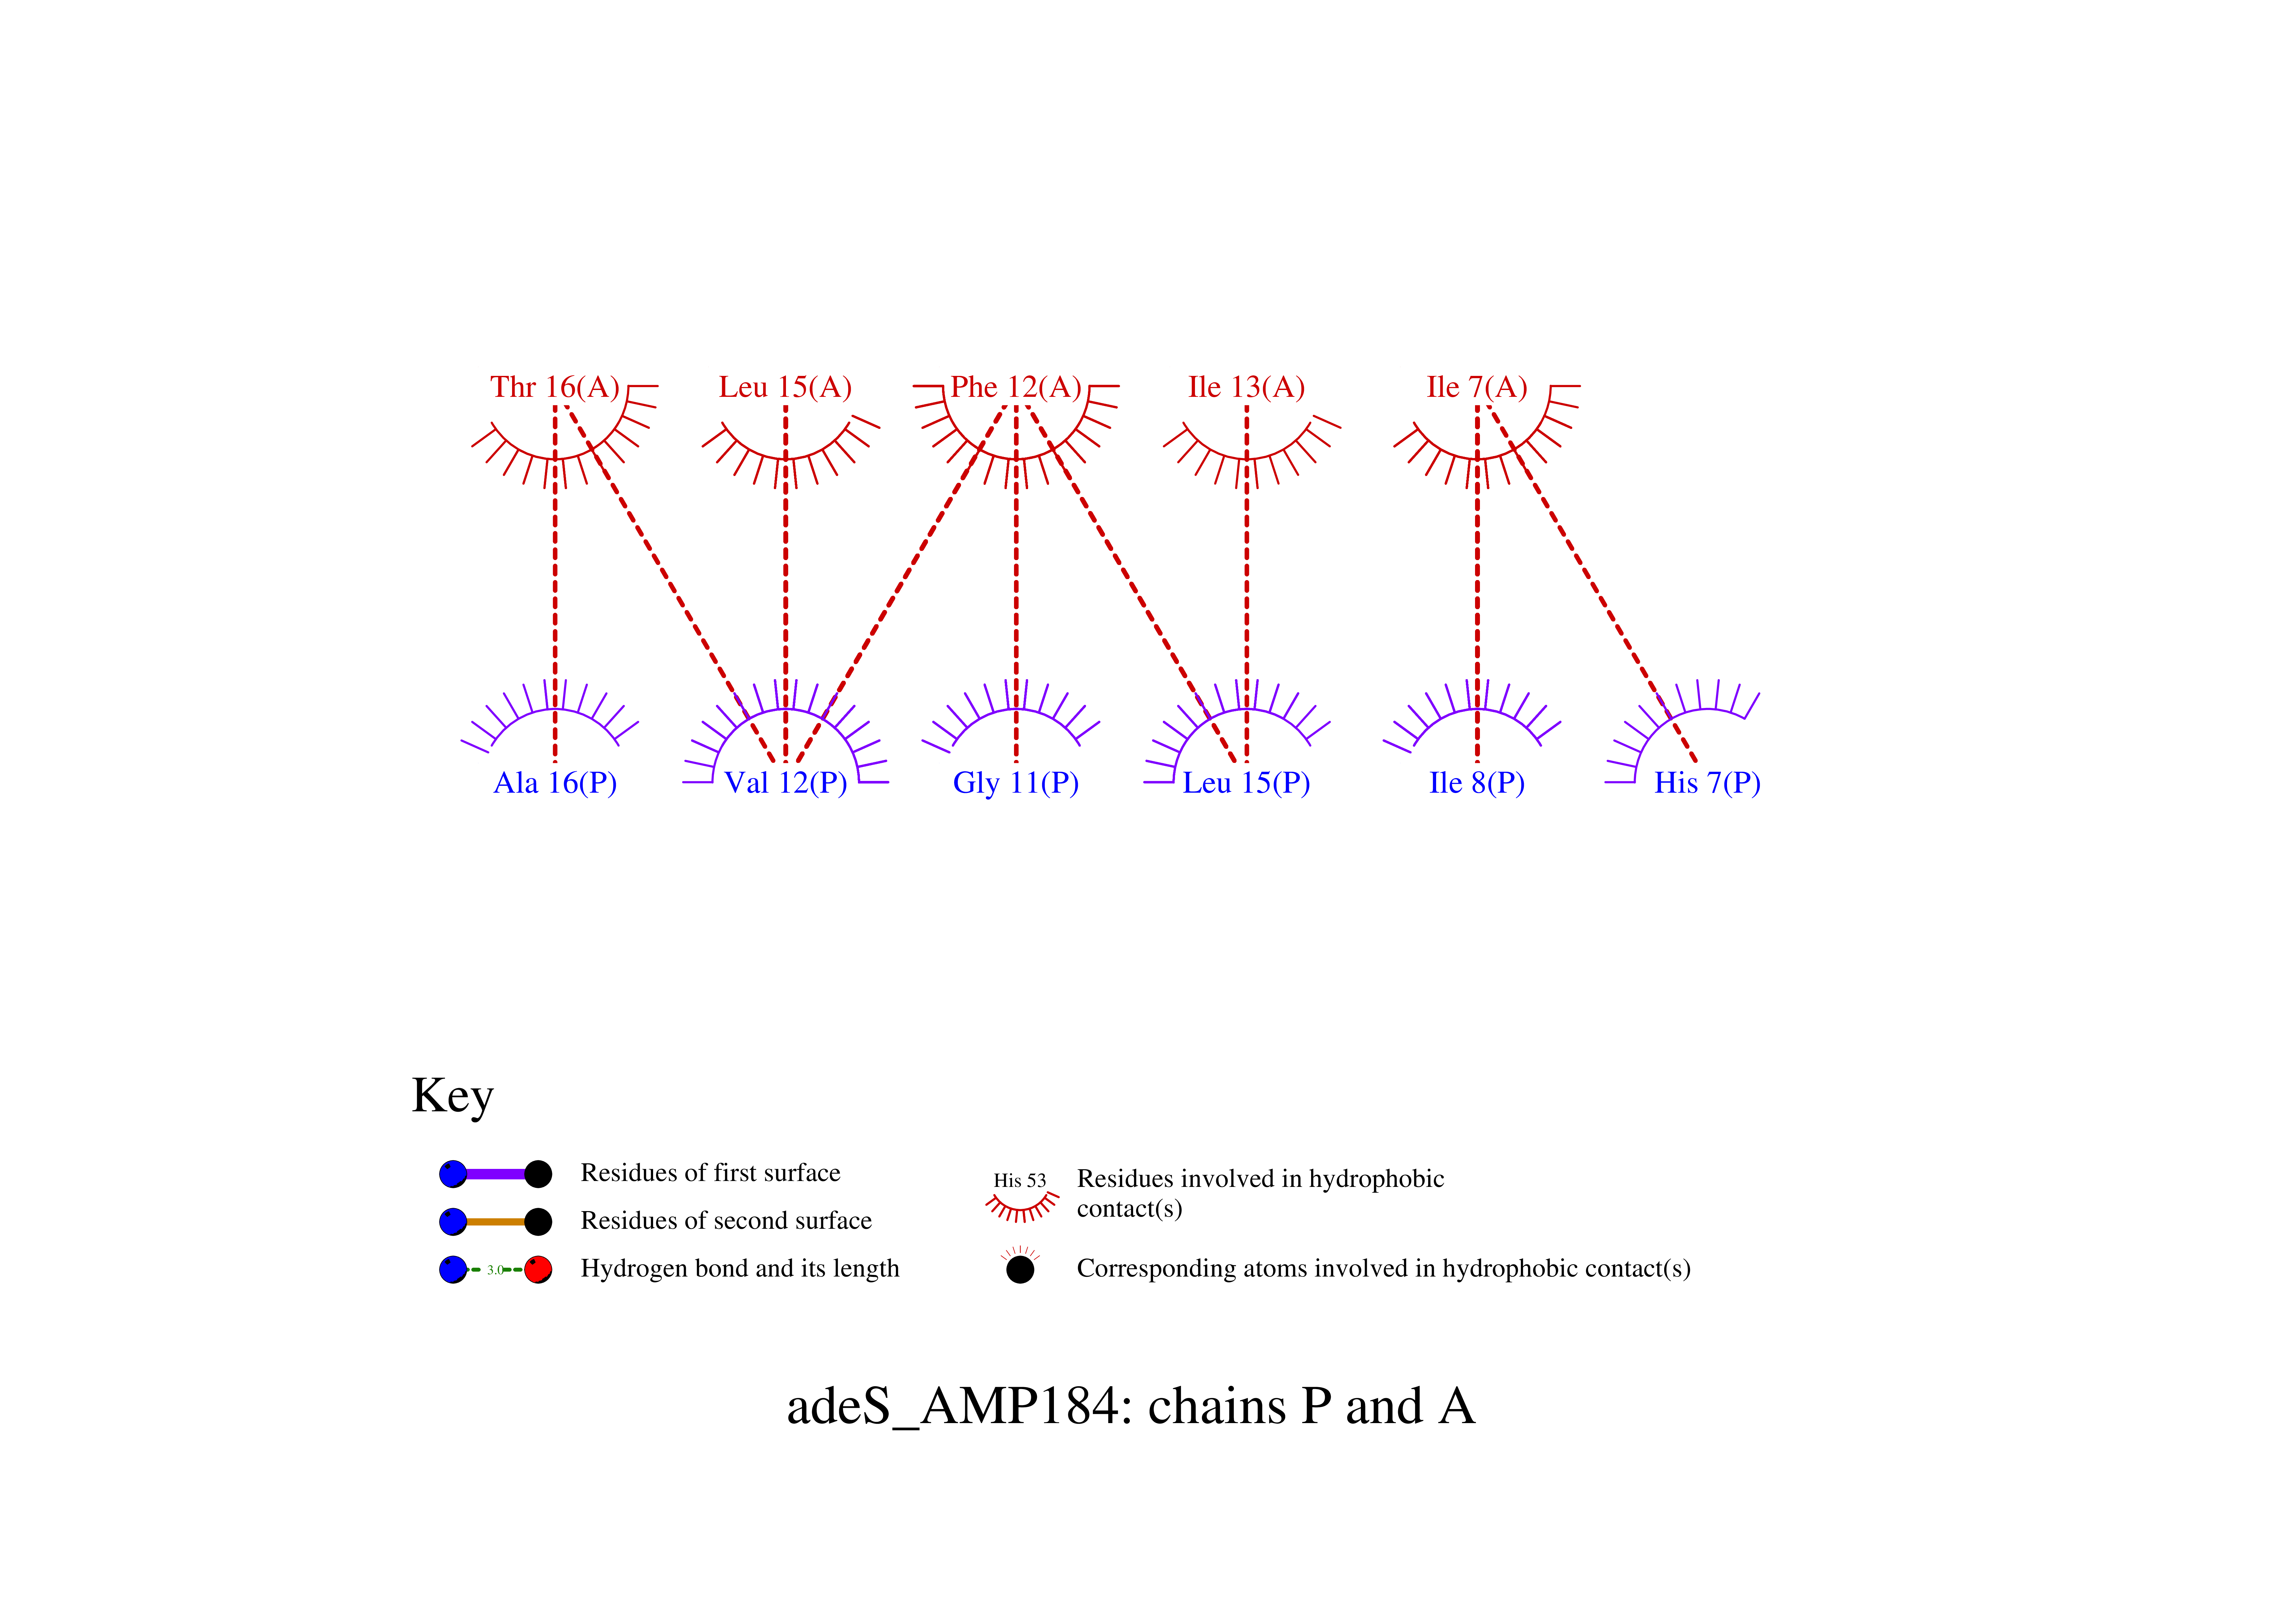 Thr 16(A) Leu 15(A) Phe 12(A) Ile 13(A) Ile 7(A)
Ala 16(P) Val 12(P) Gly 11(P) Leu 15(P) Ile 8(P) His 7(P)
Key
Residues of first surface
Residues of second surface
3.0 Hydrogen bond and its length
His 53 Residues involved in hydrophobic
contact(s)
Corresponding atoms involved in hydrophobic contact(s)
adeS_AMP184: chains P and A